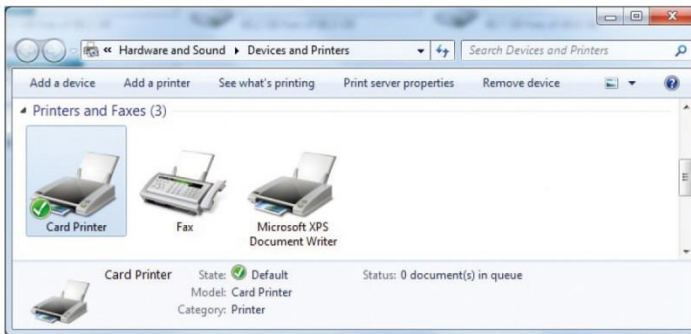 « Hardware and Sound ▸ Devices and Printers Search Devices and Printers
Add a device Add a printer See what's printing Print server properties Remove device
Printers and Faxes (3)
Card Printer Fax Microsoft XPS
Document Writer
Card Printer State: Default Status: 0 document(s) in queue
Model: Card Printer
Category: Printer